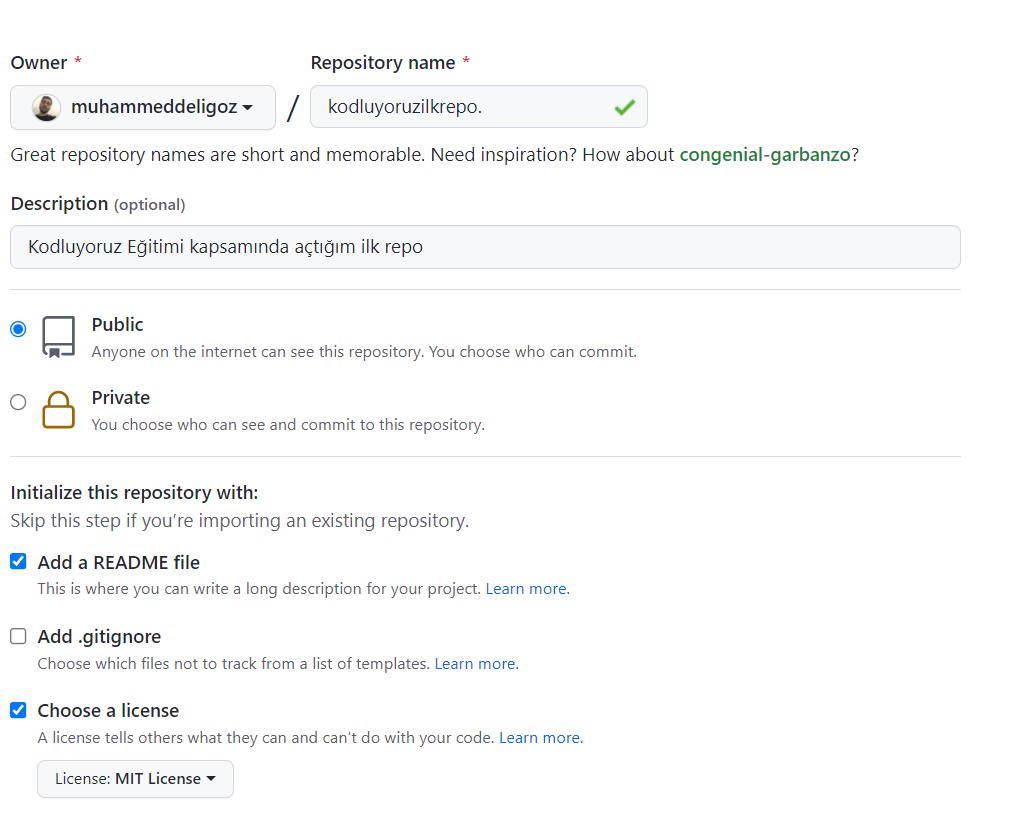 Owner *
Repository name *
muhammeddeligoz
/
kodluyoruzilkrepo.
Great repository names are short and memorable. Need inspiration? How about congenial-garbanzo?
Description (optional)
Kodluyoruz Eğitimi kapsamında açtığım ilk repo
Public
Anyone on the internet can see this repository. You choose who can commit.
Private
You choose who can see and commit to this repository.
Initialize this repository with:
Skip this step if you’re importing an existing repository.
Add a README file
This is where you can write a long description for your project. Learn more.
Add .gitignore
Choose which files not to track from a list of templates. Learn more.
Choose a license
A license tells others what they can and can't do with your code. Learn more.
License: MIT License